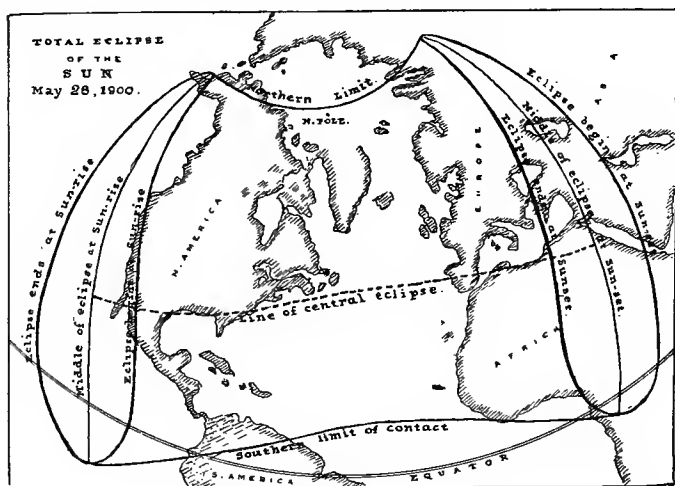 TOTAL ECLIPSE
OF THE
SUN
May 28, 1900.
Northern Limit.
N. POLE.
Eclipse ends at Sun-rise
Middle of eclipse at Sun-rise
Eclipse begins at Sun-rise
N. AMERICA
EUROPE
ASIA
Eclipse begins at Sun-set
Middle of eclipse at Sun-set.
Eclipse ends at Sunset.
Line of central eclipse.
AFRICA
Southern limit of contact
S. AMERICA
EQUATOR